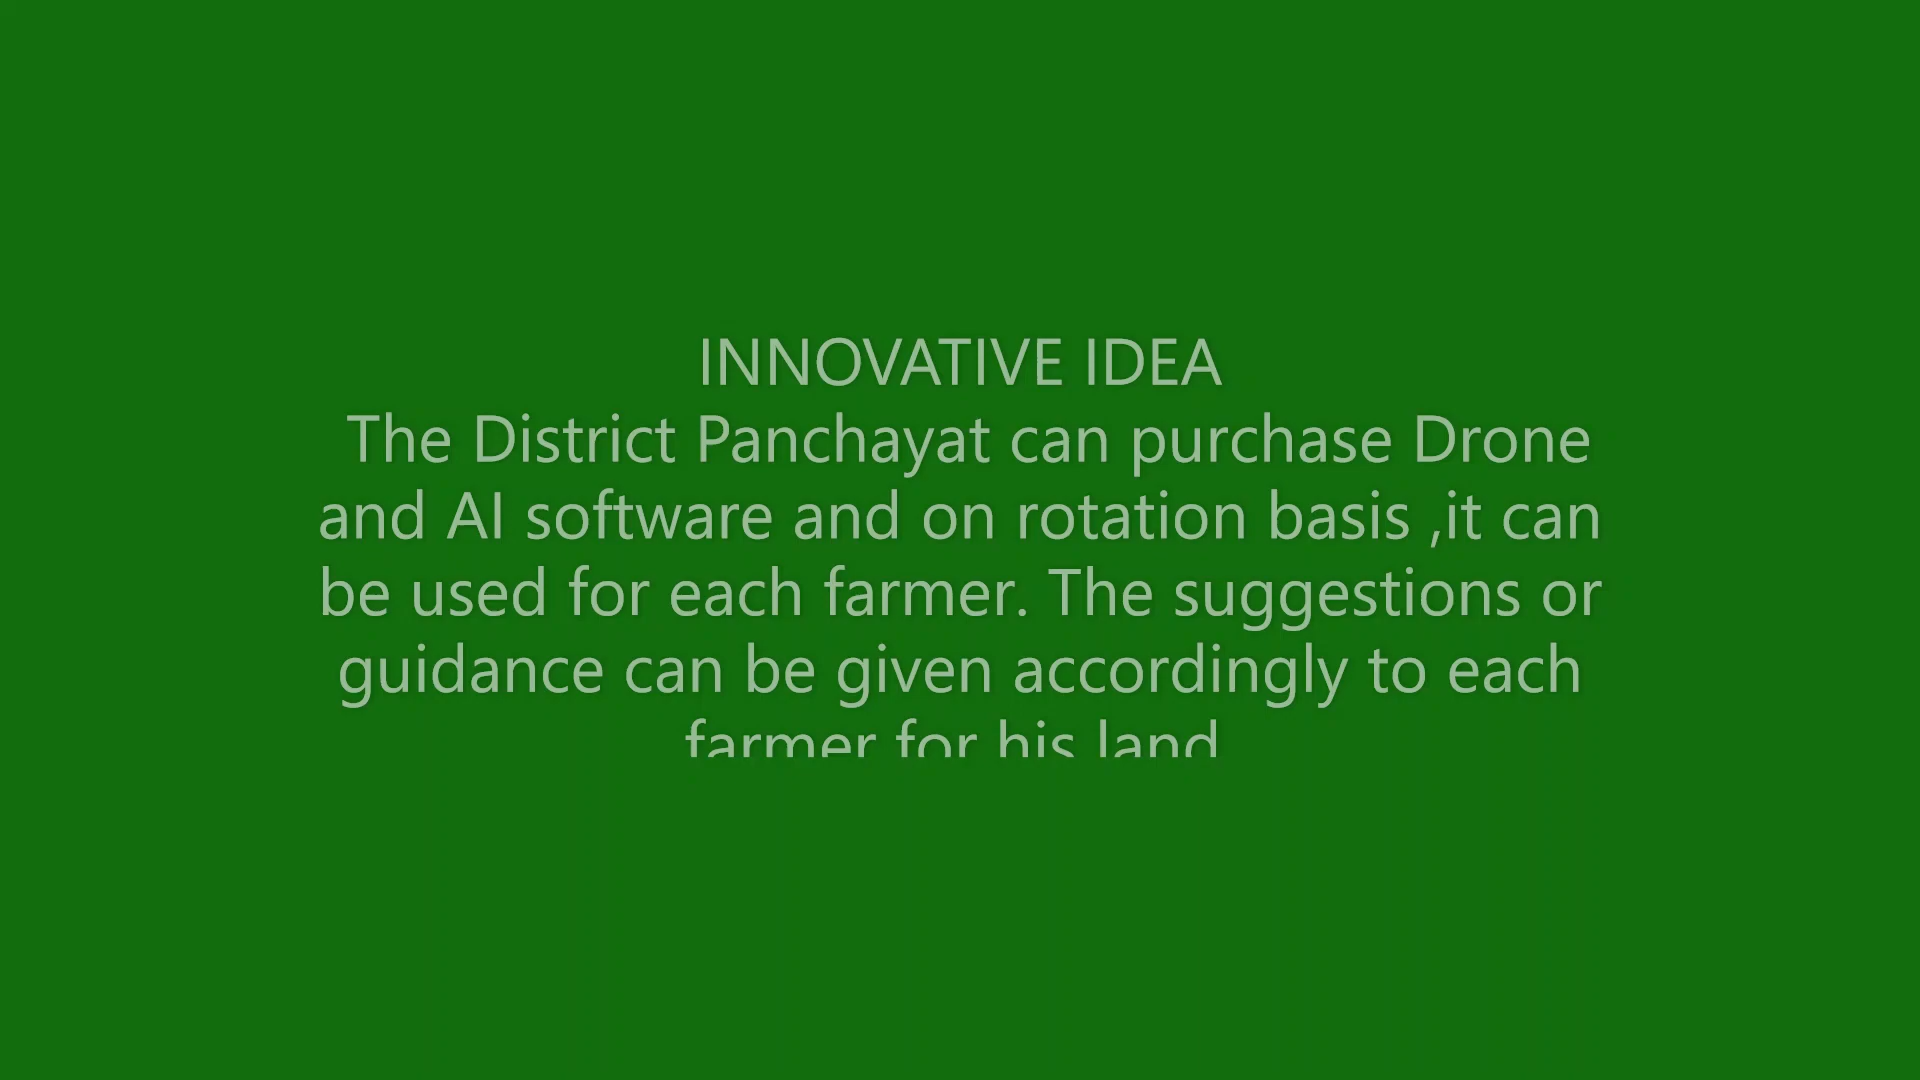 INNOVATIVE IDEA
The District Panchayat can purchase Drone
and AI software and on rotation basis ,it can
be used for each farmer. The suggestions or
guidance can be given accordingly to each
farmer for his land